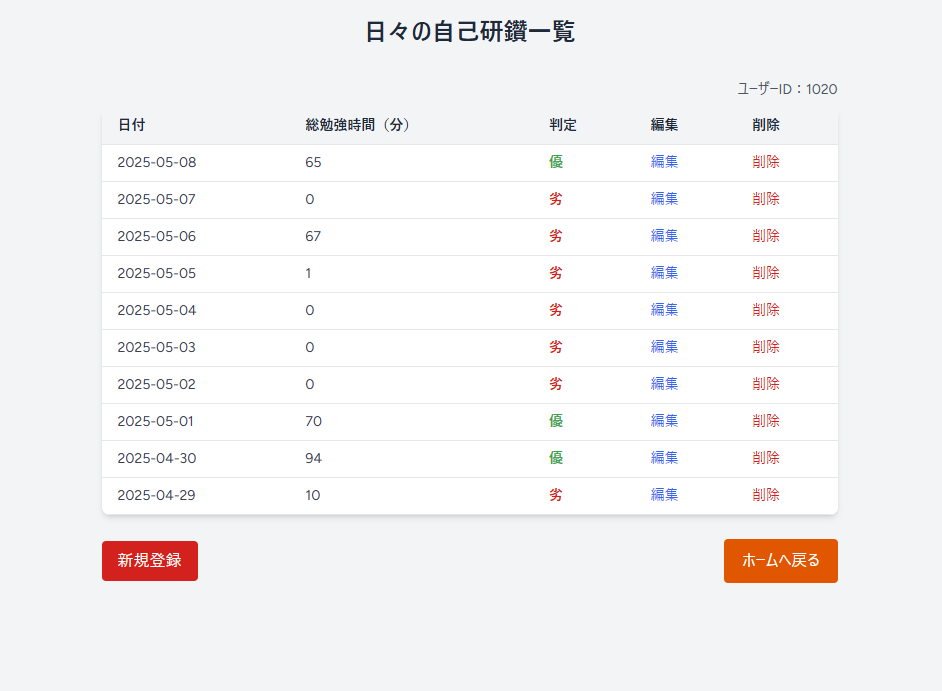 日々の自己研鑽一覧
ユーザーID：1020
日付 総勉強時間（分） 判定 編集 削除
2025-05-08 65 優 編集 削除
2025-05-07 0 劣 編集 削除
2025-05-06 67 劣 編集 削除
2025-05-05 1 劣 編集 削除
2025-05-04 0 劣 編集 削除
2025-05-03 0 劣 編集 削除
2025-05-02 0 劣 編集 削除
2025-05-01 70 優 編集 削除
2025-04-30 94 優 編集 削除
2025-04-29 10 劣 編集 削除
新規登録 ホームへ戻る